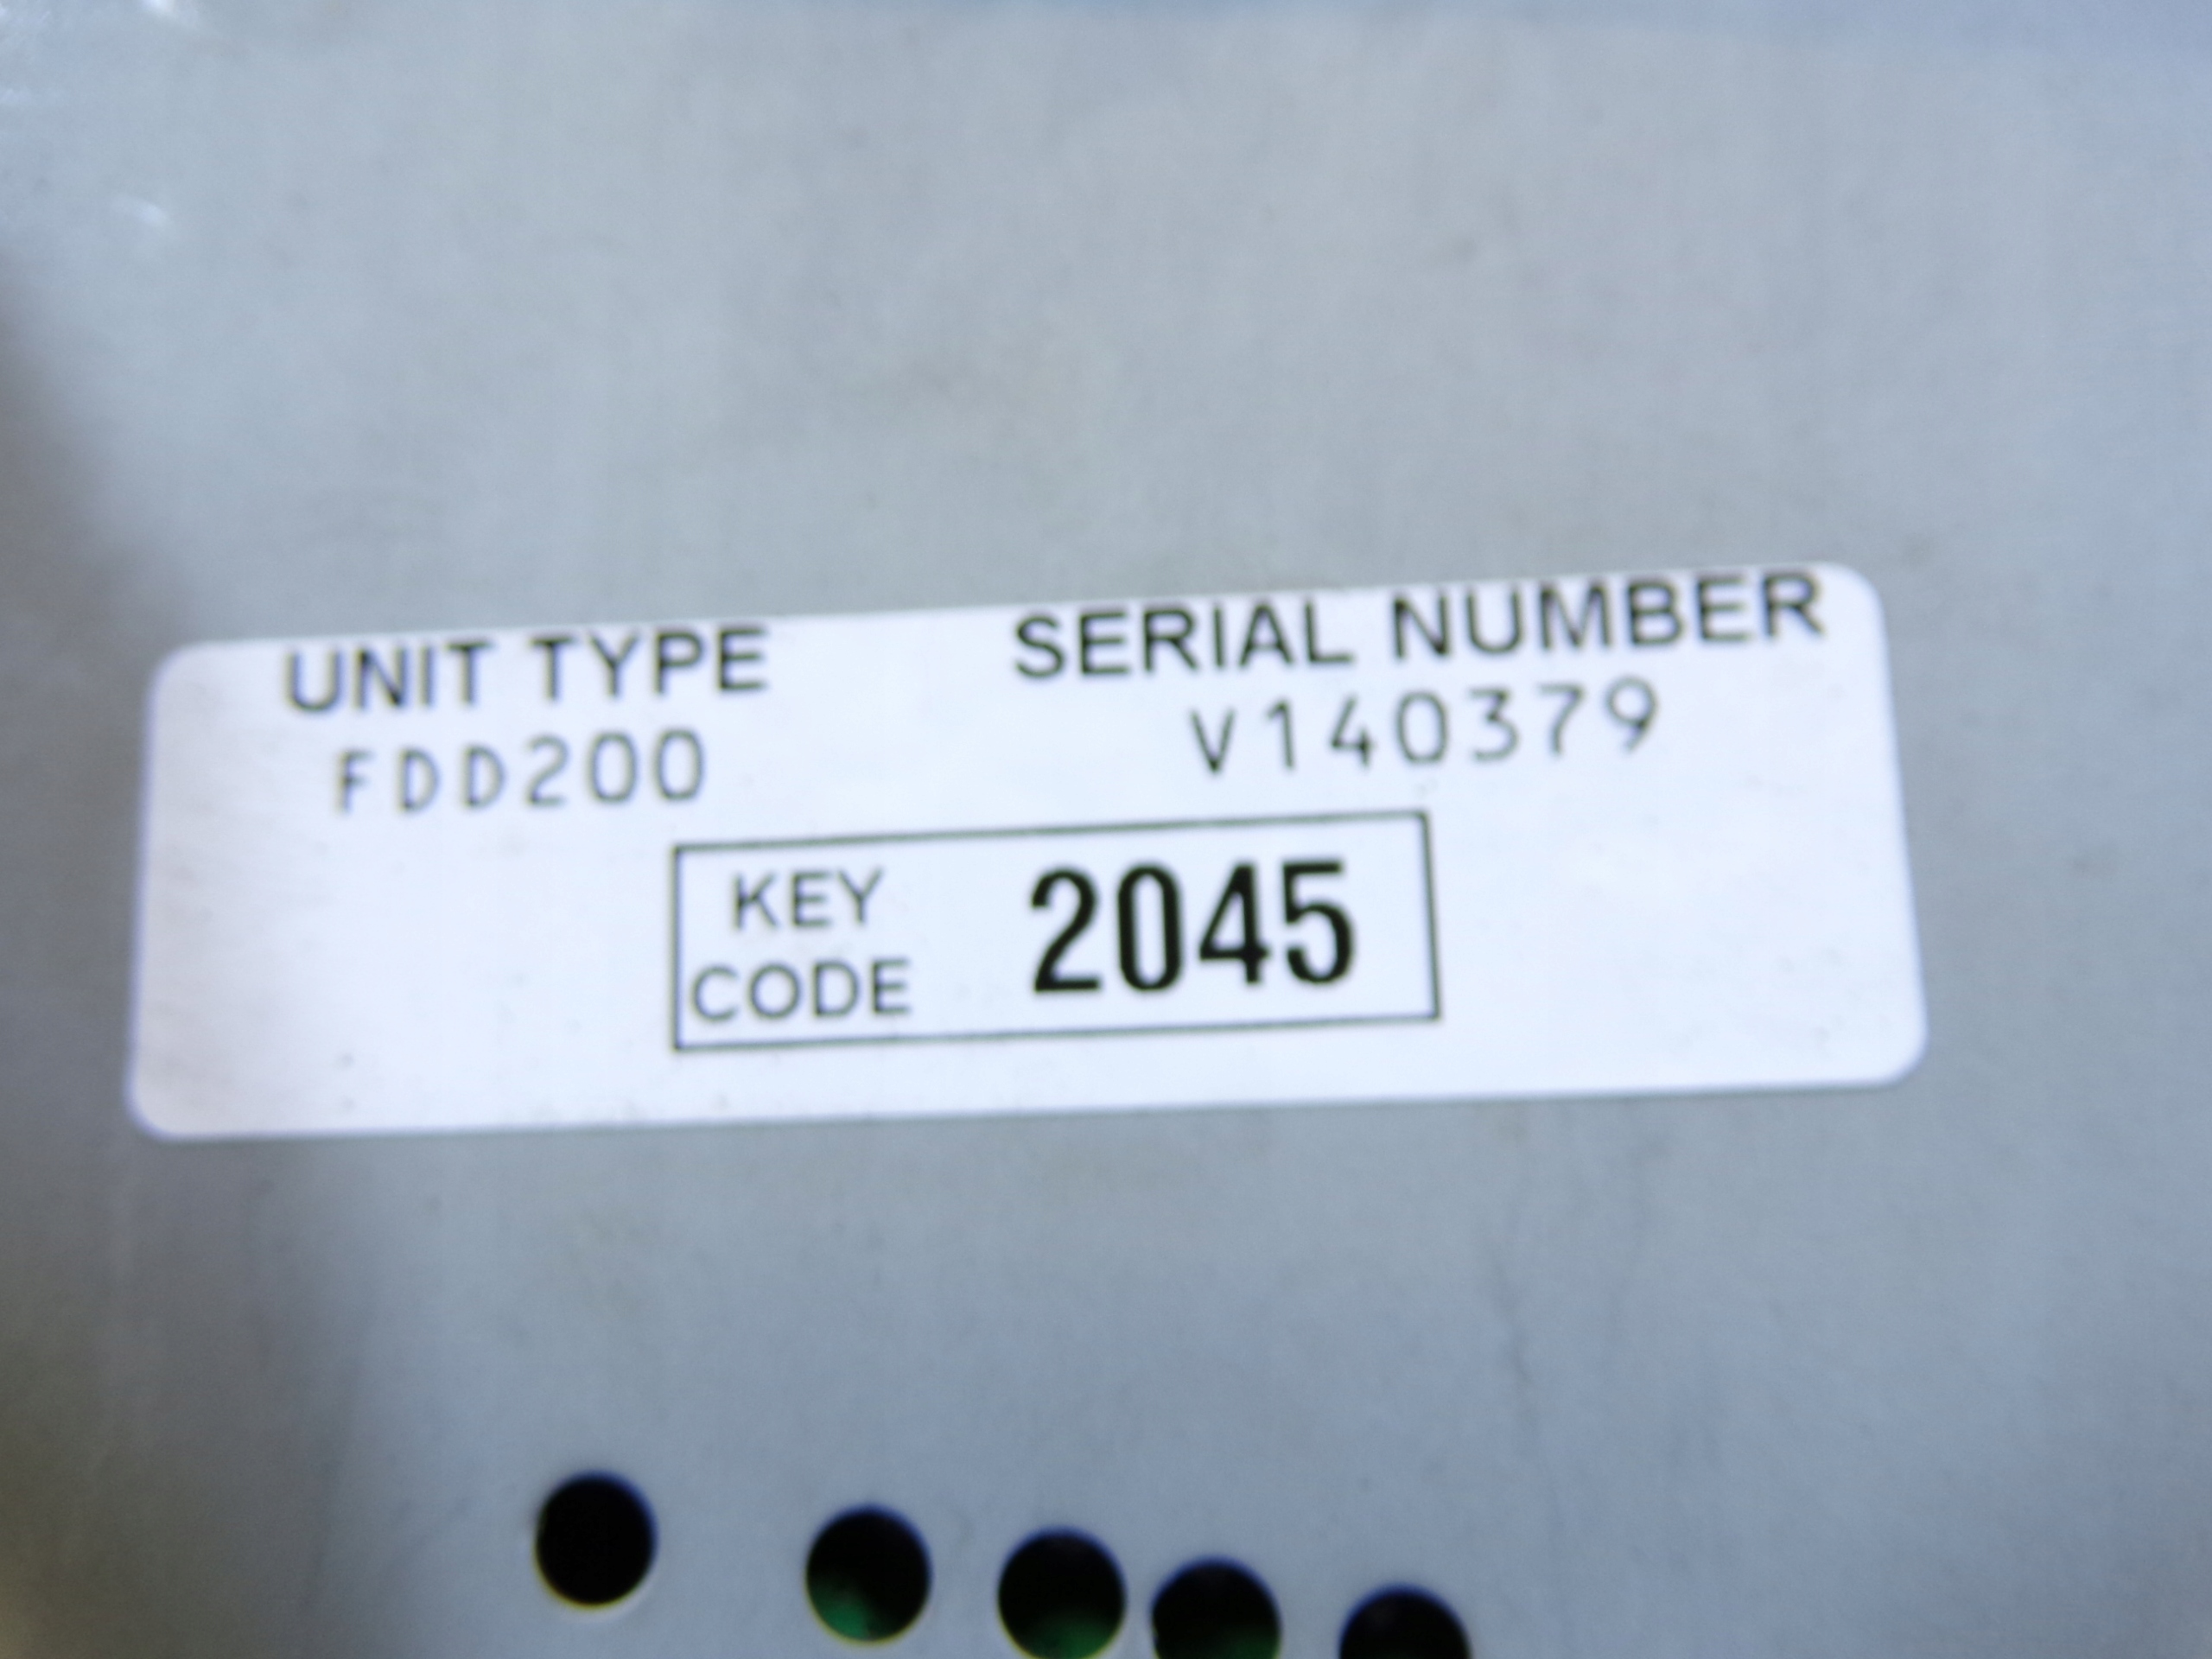 UNIT TYPE SERIAL NUMBER
FDD200 V140379
KEY
CODE 2045